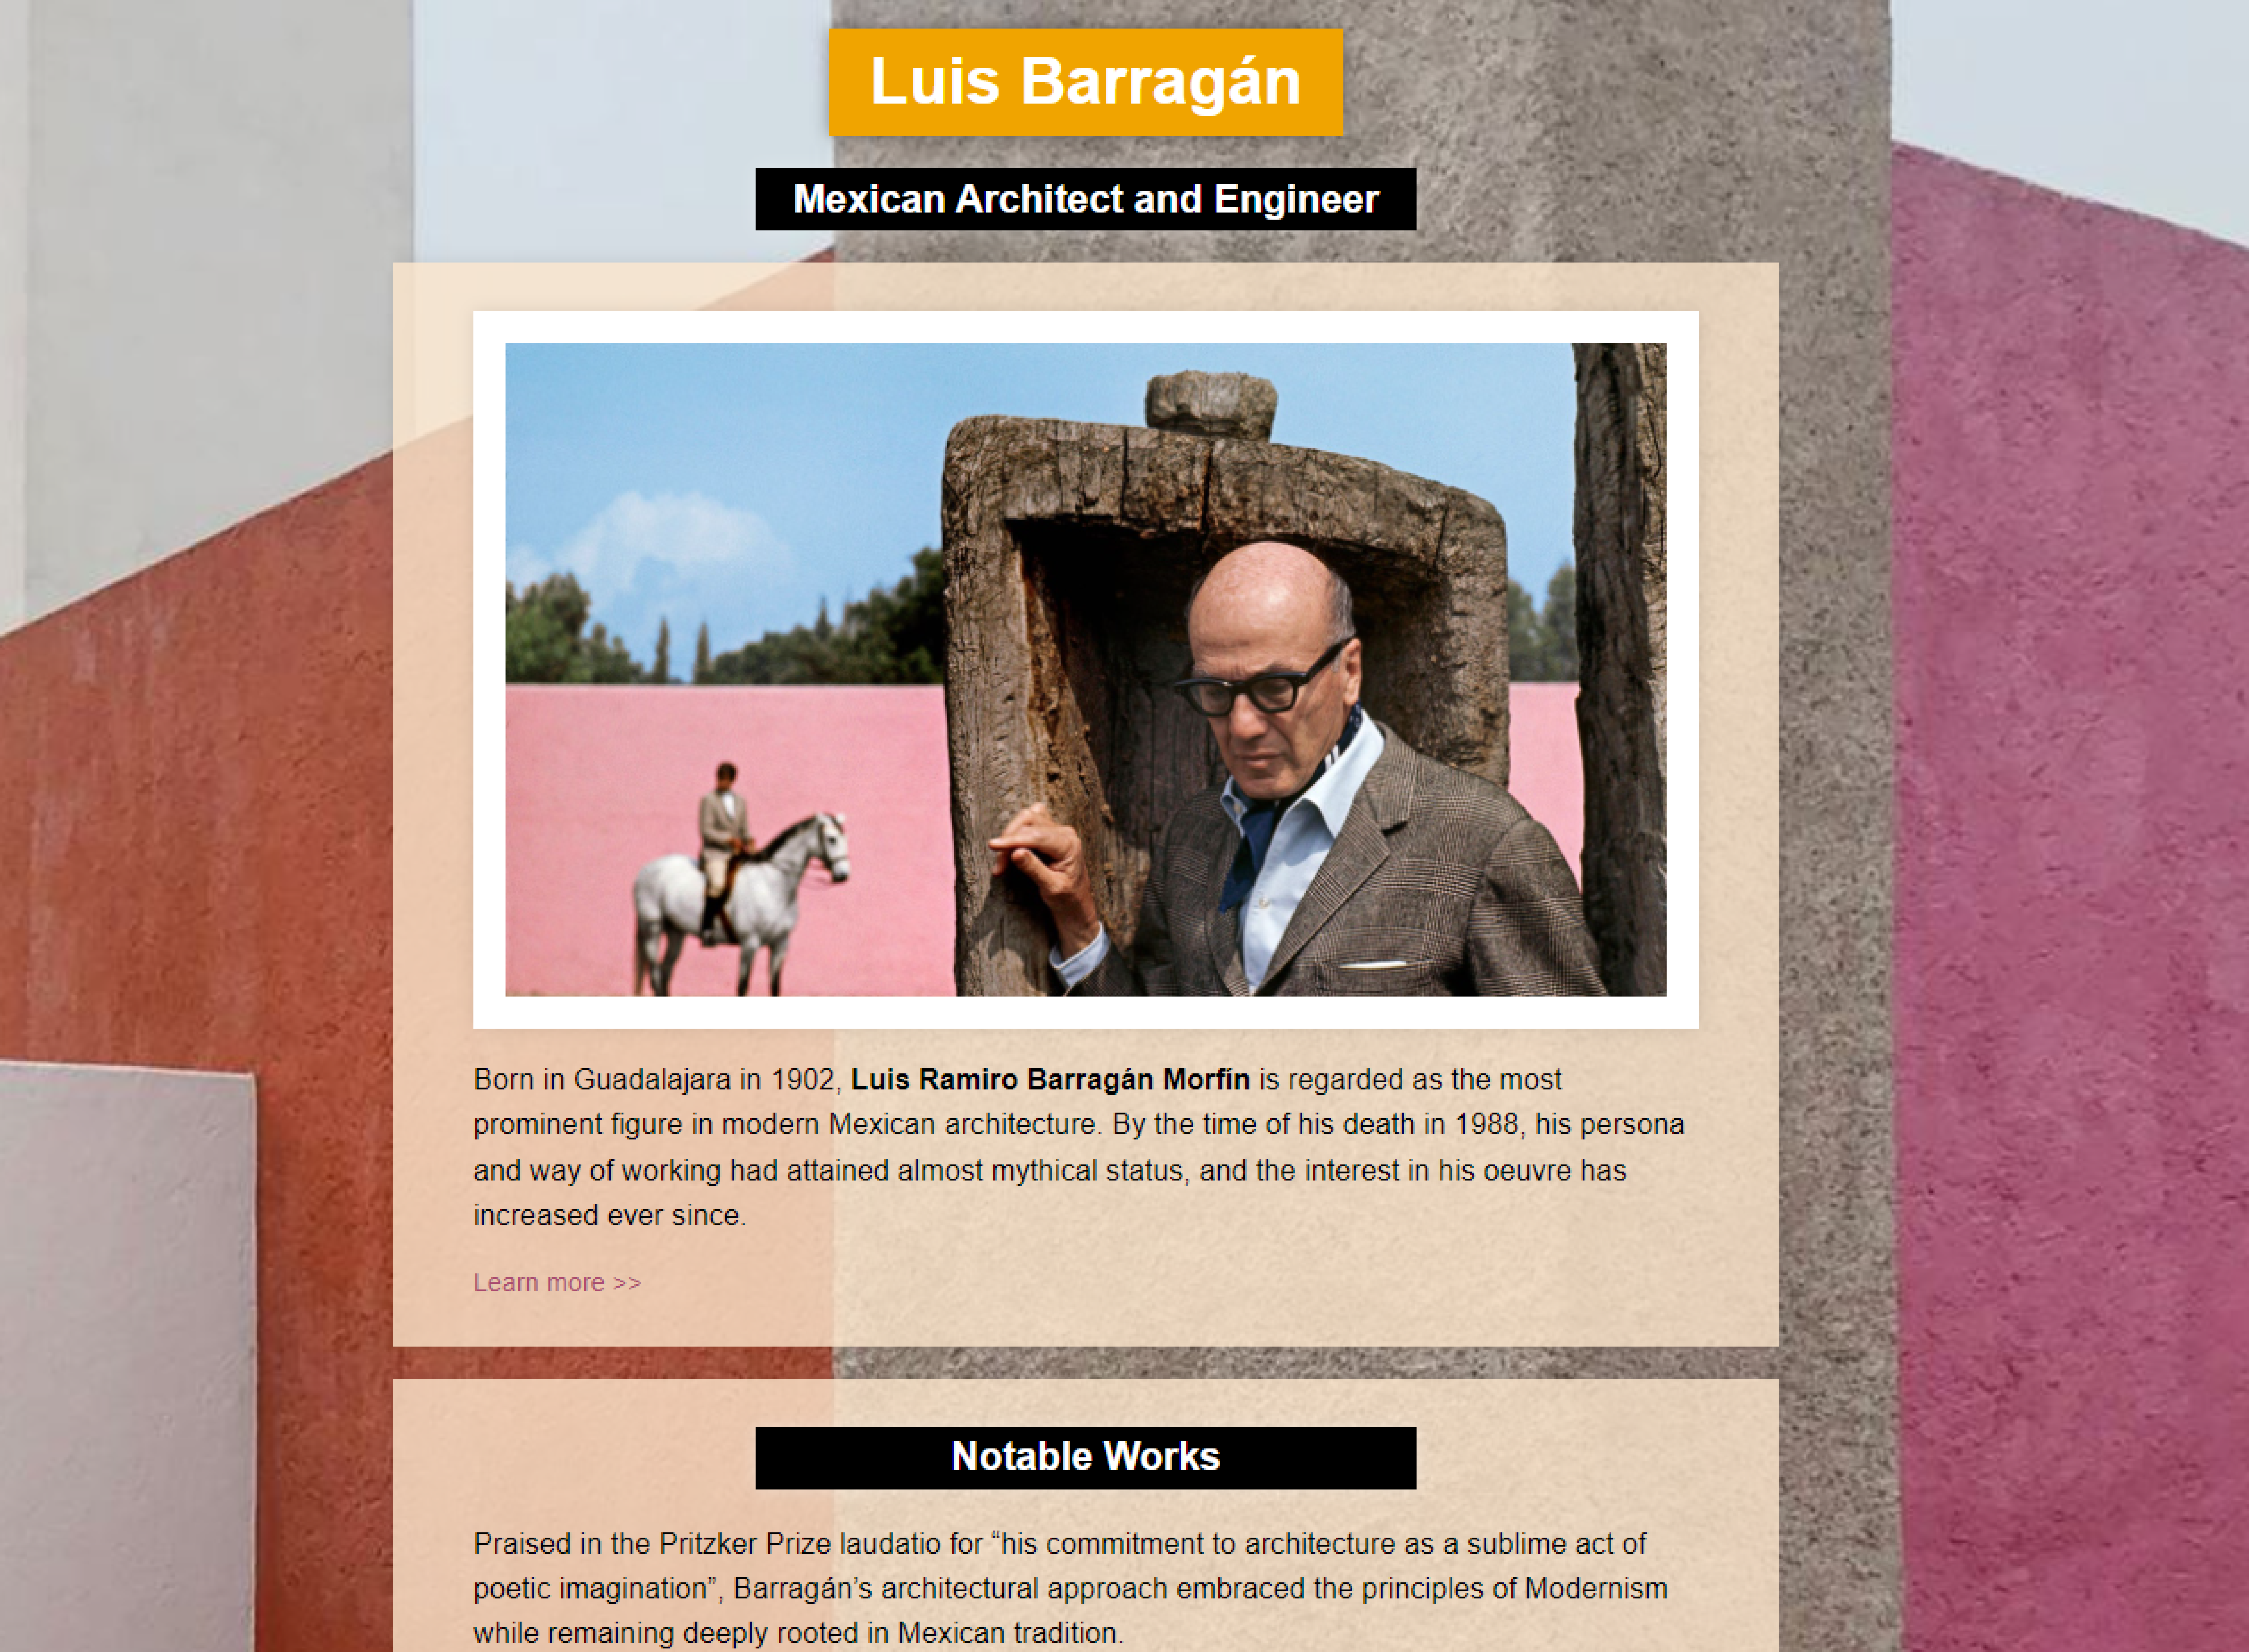 Luis Barragán
Mexican Architect and Engineer
Born in Guadalajara in 1902, Luis Ramiro Barragán Morfín is regarded as the most
prominent figure in modern Mexican architecture. By the time of his death in 1988, his persona
and way of working had attained almost mythical status, and the interest in his oeuvre has
increased ever since.
Learn more >>
Notable Works
Praised in the Pritzker Prize laudatio for “his commitment to architecture as a sublime act of
poetic imagination”, Barragán’s architectural approach embraced the principles of Modernism
while remaining deeply rooted in Mexican tradition.